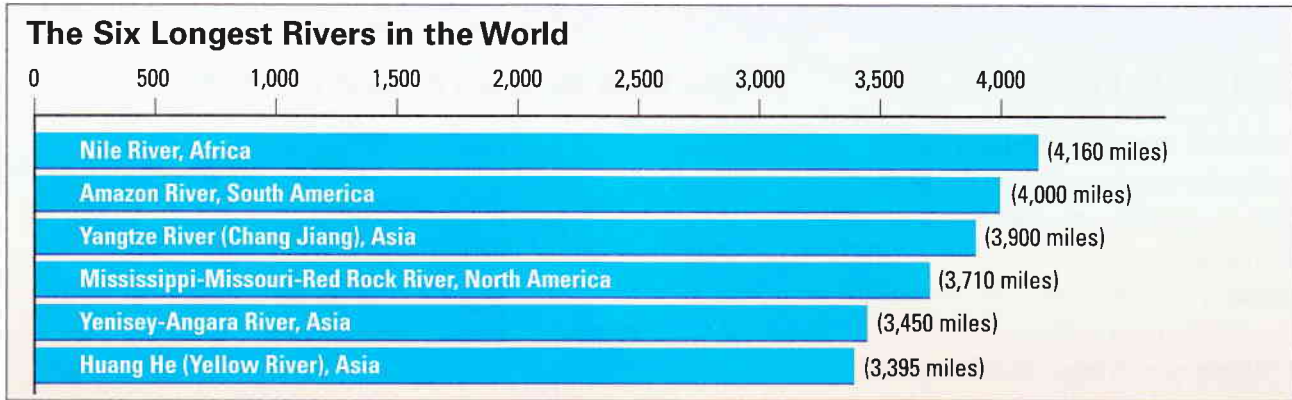 The Six Longest Rivers in the World
0 500 1,000 1,500 2,000 2,500 3,000 3,500 4,000
Nile River, Africa (4,160 miles)
Amazon River, South America (4,000 miles)
Yangtze River (Chang Jiang), Asia (3,900 miles)
Mississippi-Missouri-Red Rock River, North America (3,710 miles)
Yenisey-Angara River, Asia (3,450 miles)
Huang He (Yellow River), Asia (3,395 miles)